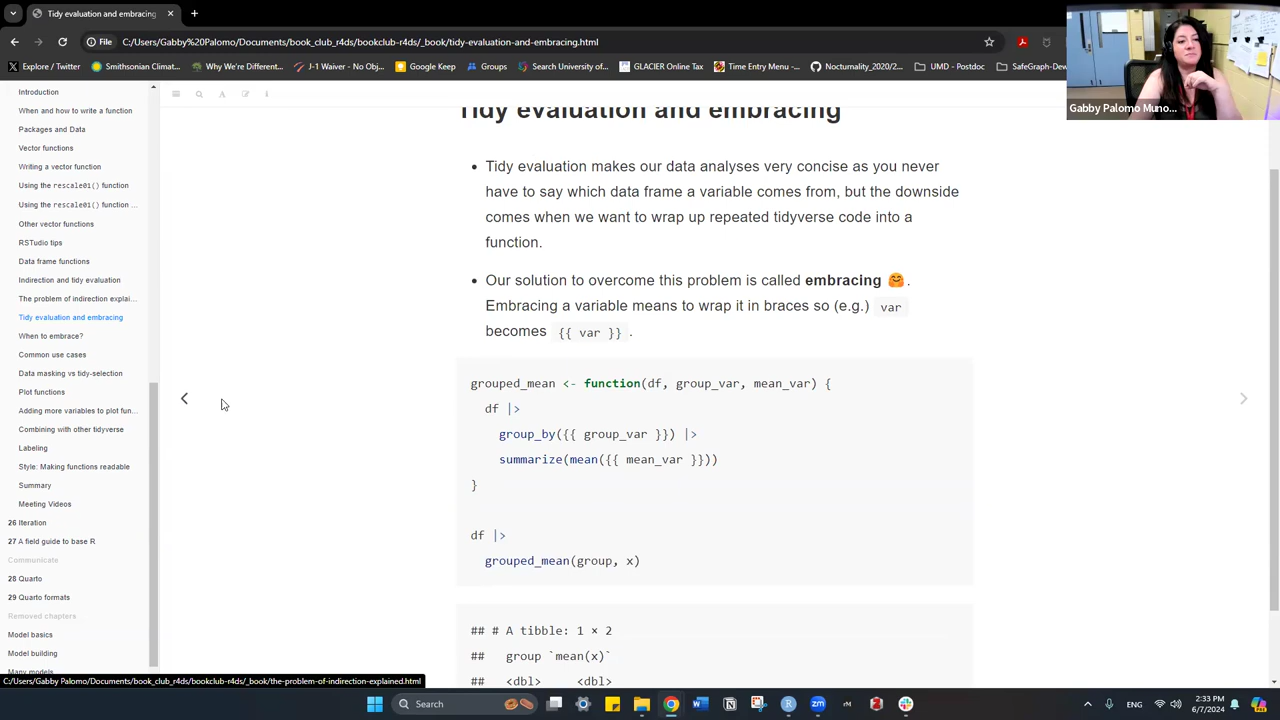 Tidy evaluation and embracing
File
C:/Users/Gabby%20Palomo/Documents/book_club_r4ds/bookclub-r4ds/_book/tidy-evaluation-and-embracing.html
Explore / Twitter
Smithsonian Climat...
Why We're Different...
J-1 Waiver - No Obj...
Google Keep
Search | University of...
GLACIER Online Tac
Time Entry Menu -...
Nocturnality_2020/2...
UMD - Postdoc
SafeGraph-Dew
Gabby Palomo Muno...
Introduction
When and how to write a function
Packages and Data
Vector functions
Writing a vector function
Using the rescale01() function
Using the rescale01() function ...
Other vector functions
RSTudio tips
Data frame functions
Indirection and tidy evaluation
The problem of indirection explai...
Tidy evaluation and embracing
When to embrace?
Common use cases
Data masking vs tidy-selection
Plot functions
Adding more variables to plot fun...
Combining with other tidyverse
Labeling
Style: Making functions readable
Summary
Meeting Videos
26 Iteration
27 A field guide to base R
Communicate
28 Quarto
29 Quarto formats
Removed chapters
Model basics
Model building
Many models
Tidy evaluation and embracing
• Tidy evaluation makes our data analyses very concise as you never
have to say which data frame a variable comes from, but the downside
comes when we want to wrap up repeated tidyverse code into a
function.
• Our solution to overcome this problem is called embracing 🤗.
Embracing a variable means to wrap it in braces so (e.g.) var
becomes {{ var }}.
grouped_mean <- function(df, group_var, mean_var) {
df |>
group_by({{ group_var }}) |>
summarize(mean({{ mean_var }}))
}
df |>
grouped_mean(group, x)
## # A tibble: 1 × 2
## group `mean(x)`
## <dbl> <dbl>
C:/Users/Gabby Palomo/Documents/book_club_r4ds/bookclub-r4ds/_book/the-problem-of-indirection-explained.html
Search
ENG
2:33 PM
6/7/2024